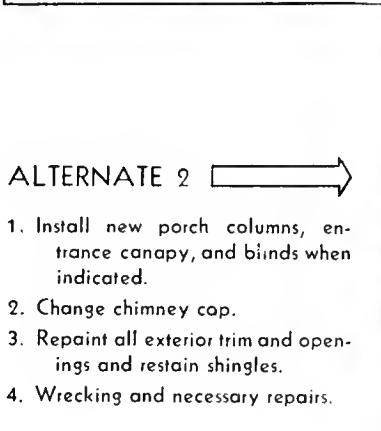 ALTERNATE 2
1. Install new porch columns, en-
trance canopy, and blinds when
indicated.
2. Change chimney cap.
3. Repaint all exterior trim and open-
ings and restain shingles.
4. Wrecking and necessary repairs.